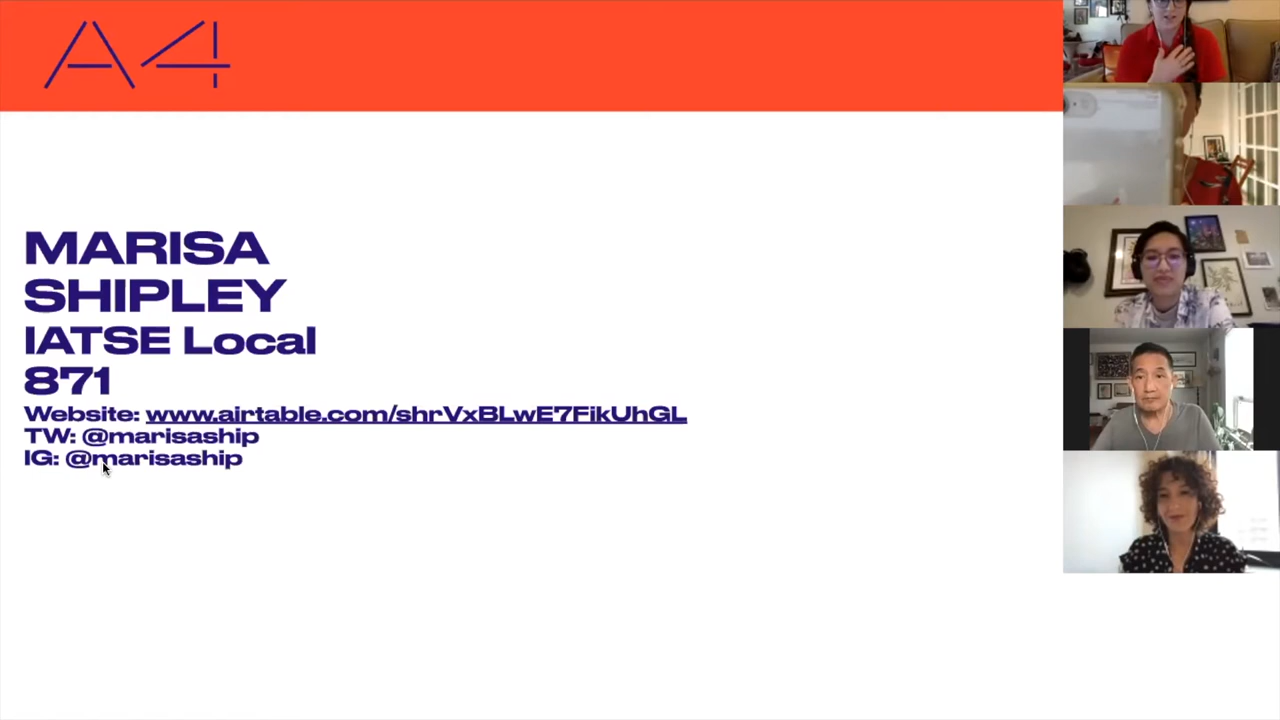 A4
MARISA
SHIPLEY
IATSE Local
871
Website: www.airtable.com/shrVxBLwE7FikUhGL
TW: @marisaship
IG: @marisaship